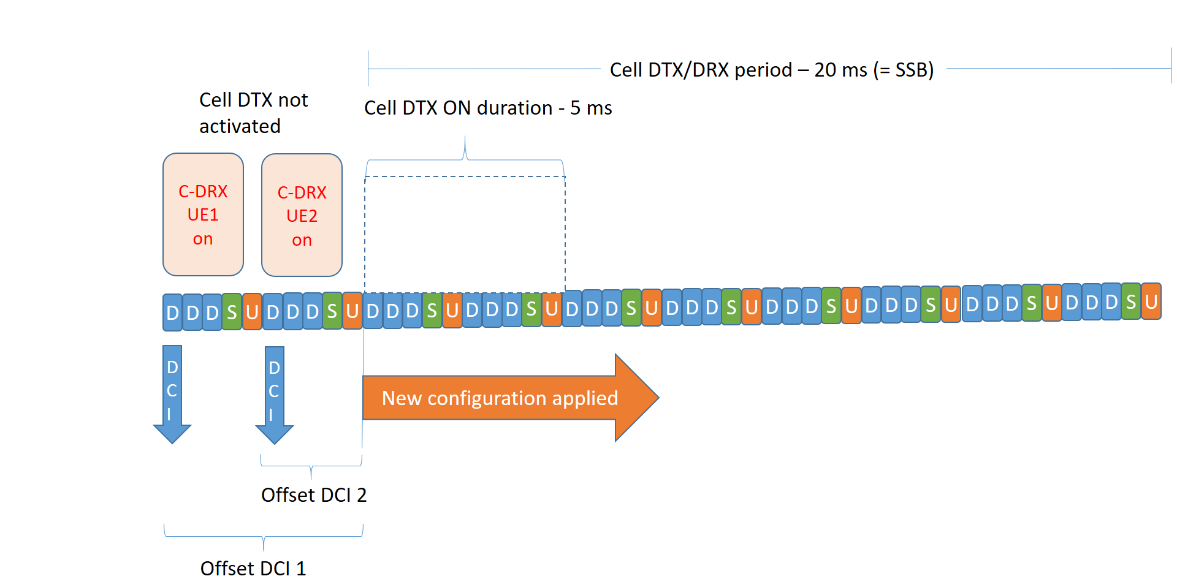 Cell DTX/DRX period – 20 ms (= SSB)
Cell DTX not
activated
Cell DTX ON duration - 5 ms
C-DRX
UE1
on
C-DRX
UE2
on
D D D S U D D D S U D D D S U D D D S U D D D S U D D D S U D D D S U D D D S U D D D S U D D D S U
D
C
I
D
C
I
New configuration applied
Offset DCI 2
Offset DCI 1